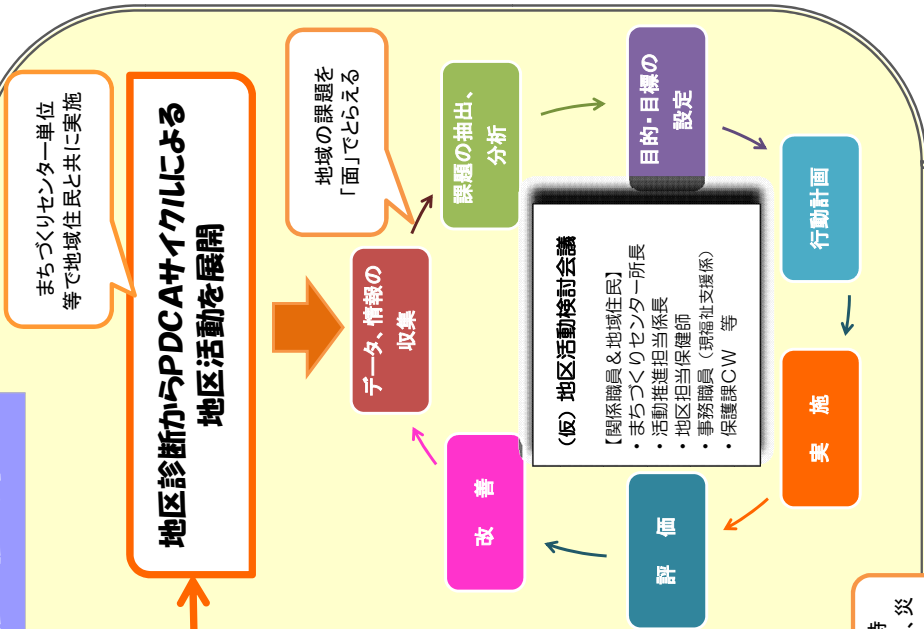 まちづくりセンター単位
等で地域住民と共に実施
地区診断からPDCAサイクルによる
地区活動を展開
地域の課題を
「面」でとらえる
データ、情報の
収集
課題の抽出、
分析
目的・目標の
設定
行動計画
実　施
評　価
改　善
（仮）地区活動検討会議
【関係職員＆地域住民】
・まちづくりセンター所長
・活動推進担当係長
・地区担当保健師
・事務職員（現福祉支援係）
・保護課CW　等
時
、災